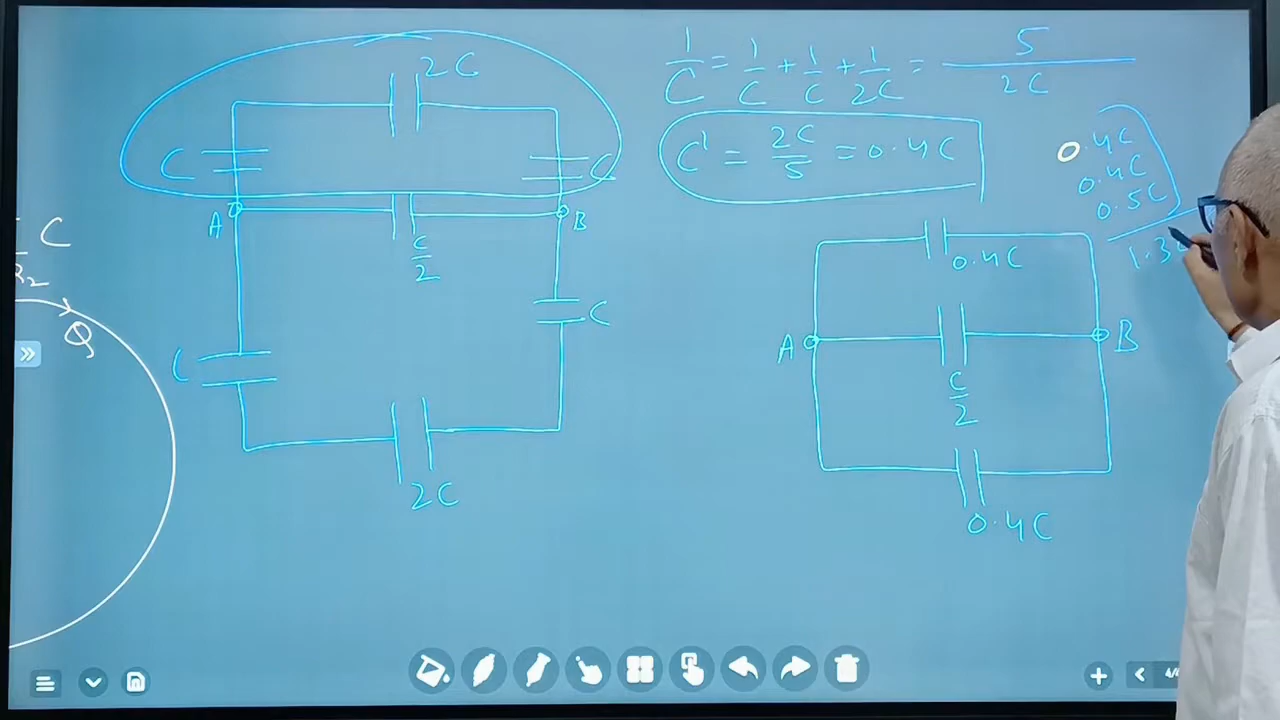 2C
C
C
A
B
C/2
C
C
2C
C
Q
1/C = 1/C + 1/C + 1/2C = 5/2C
C' = 2C/5 = 0.4C
0.4C
0.4C
0.5C
1.3
0.4C
A
B
C/2
0.4C
»